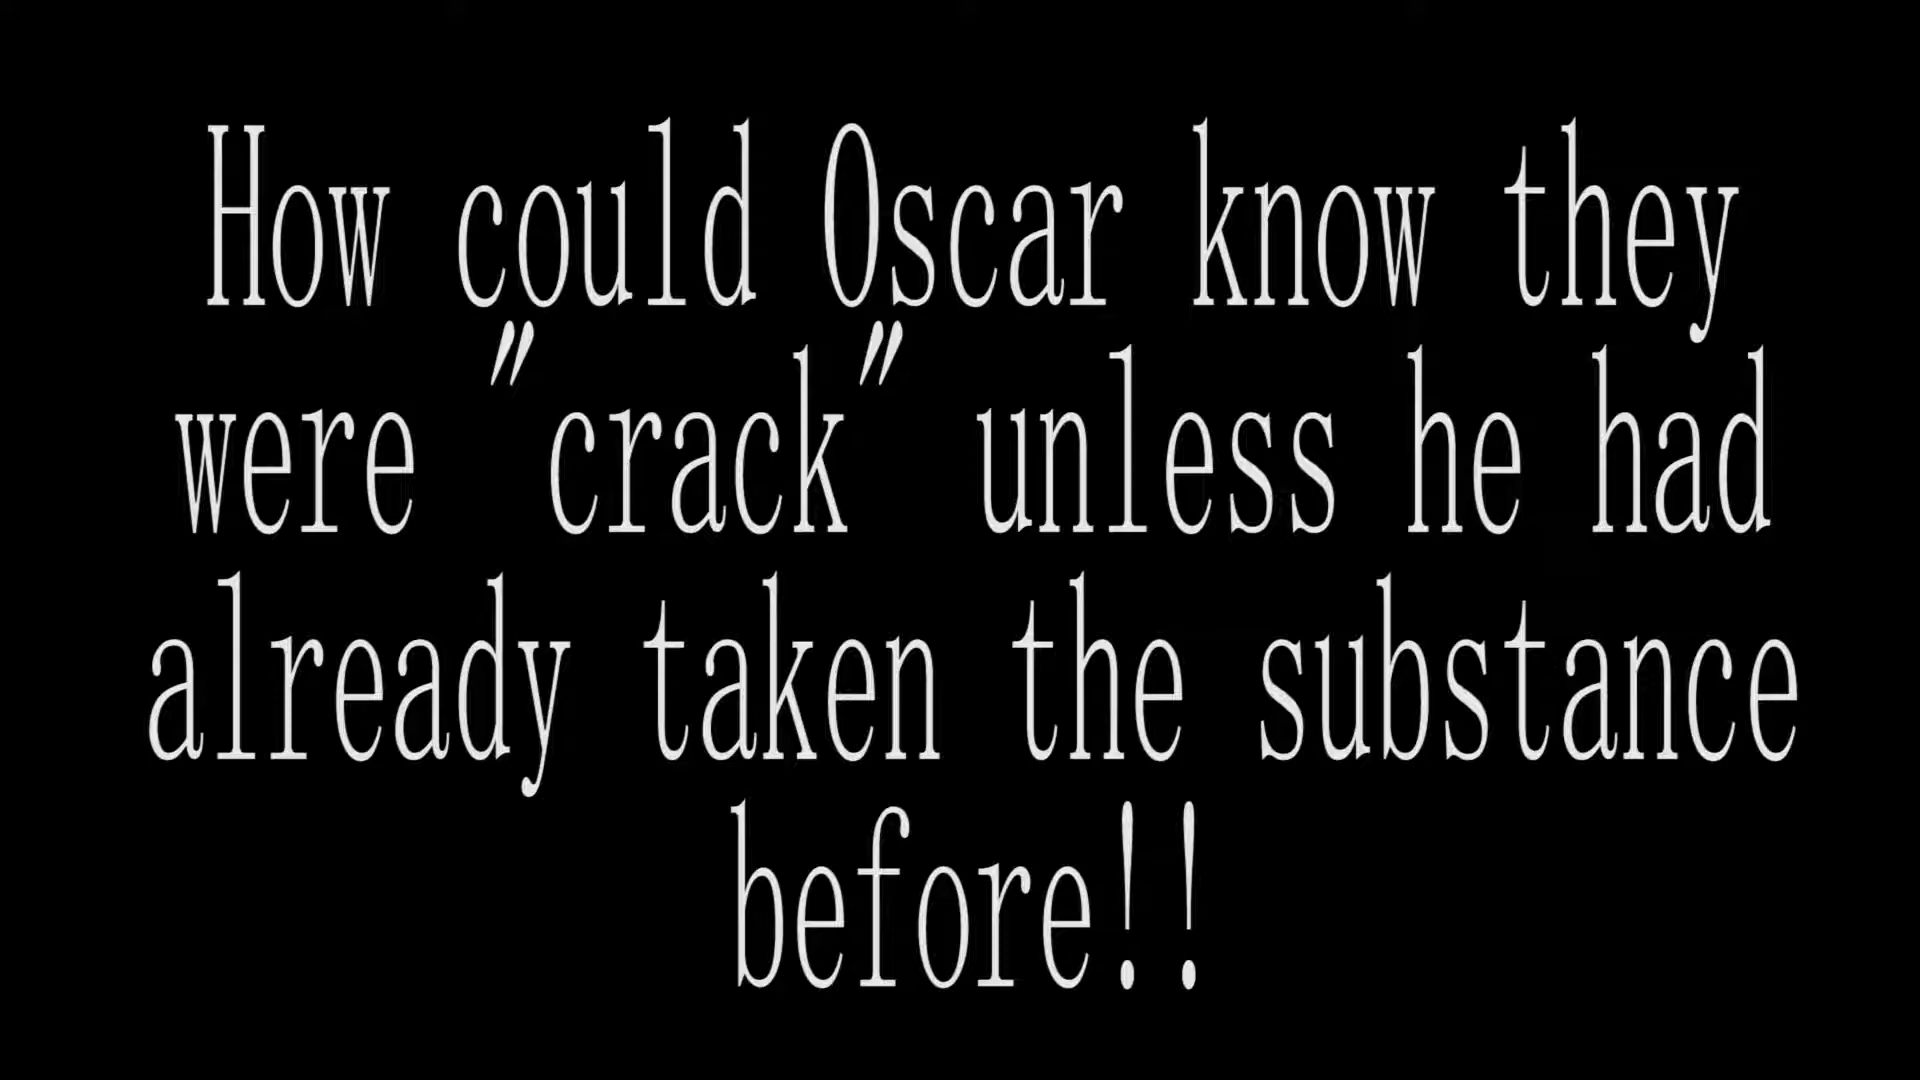 How could Oscar know they
were "crack" unless he had
already taken the substance
before!!